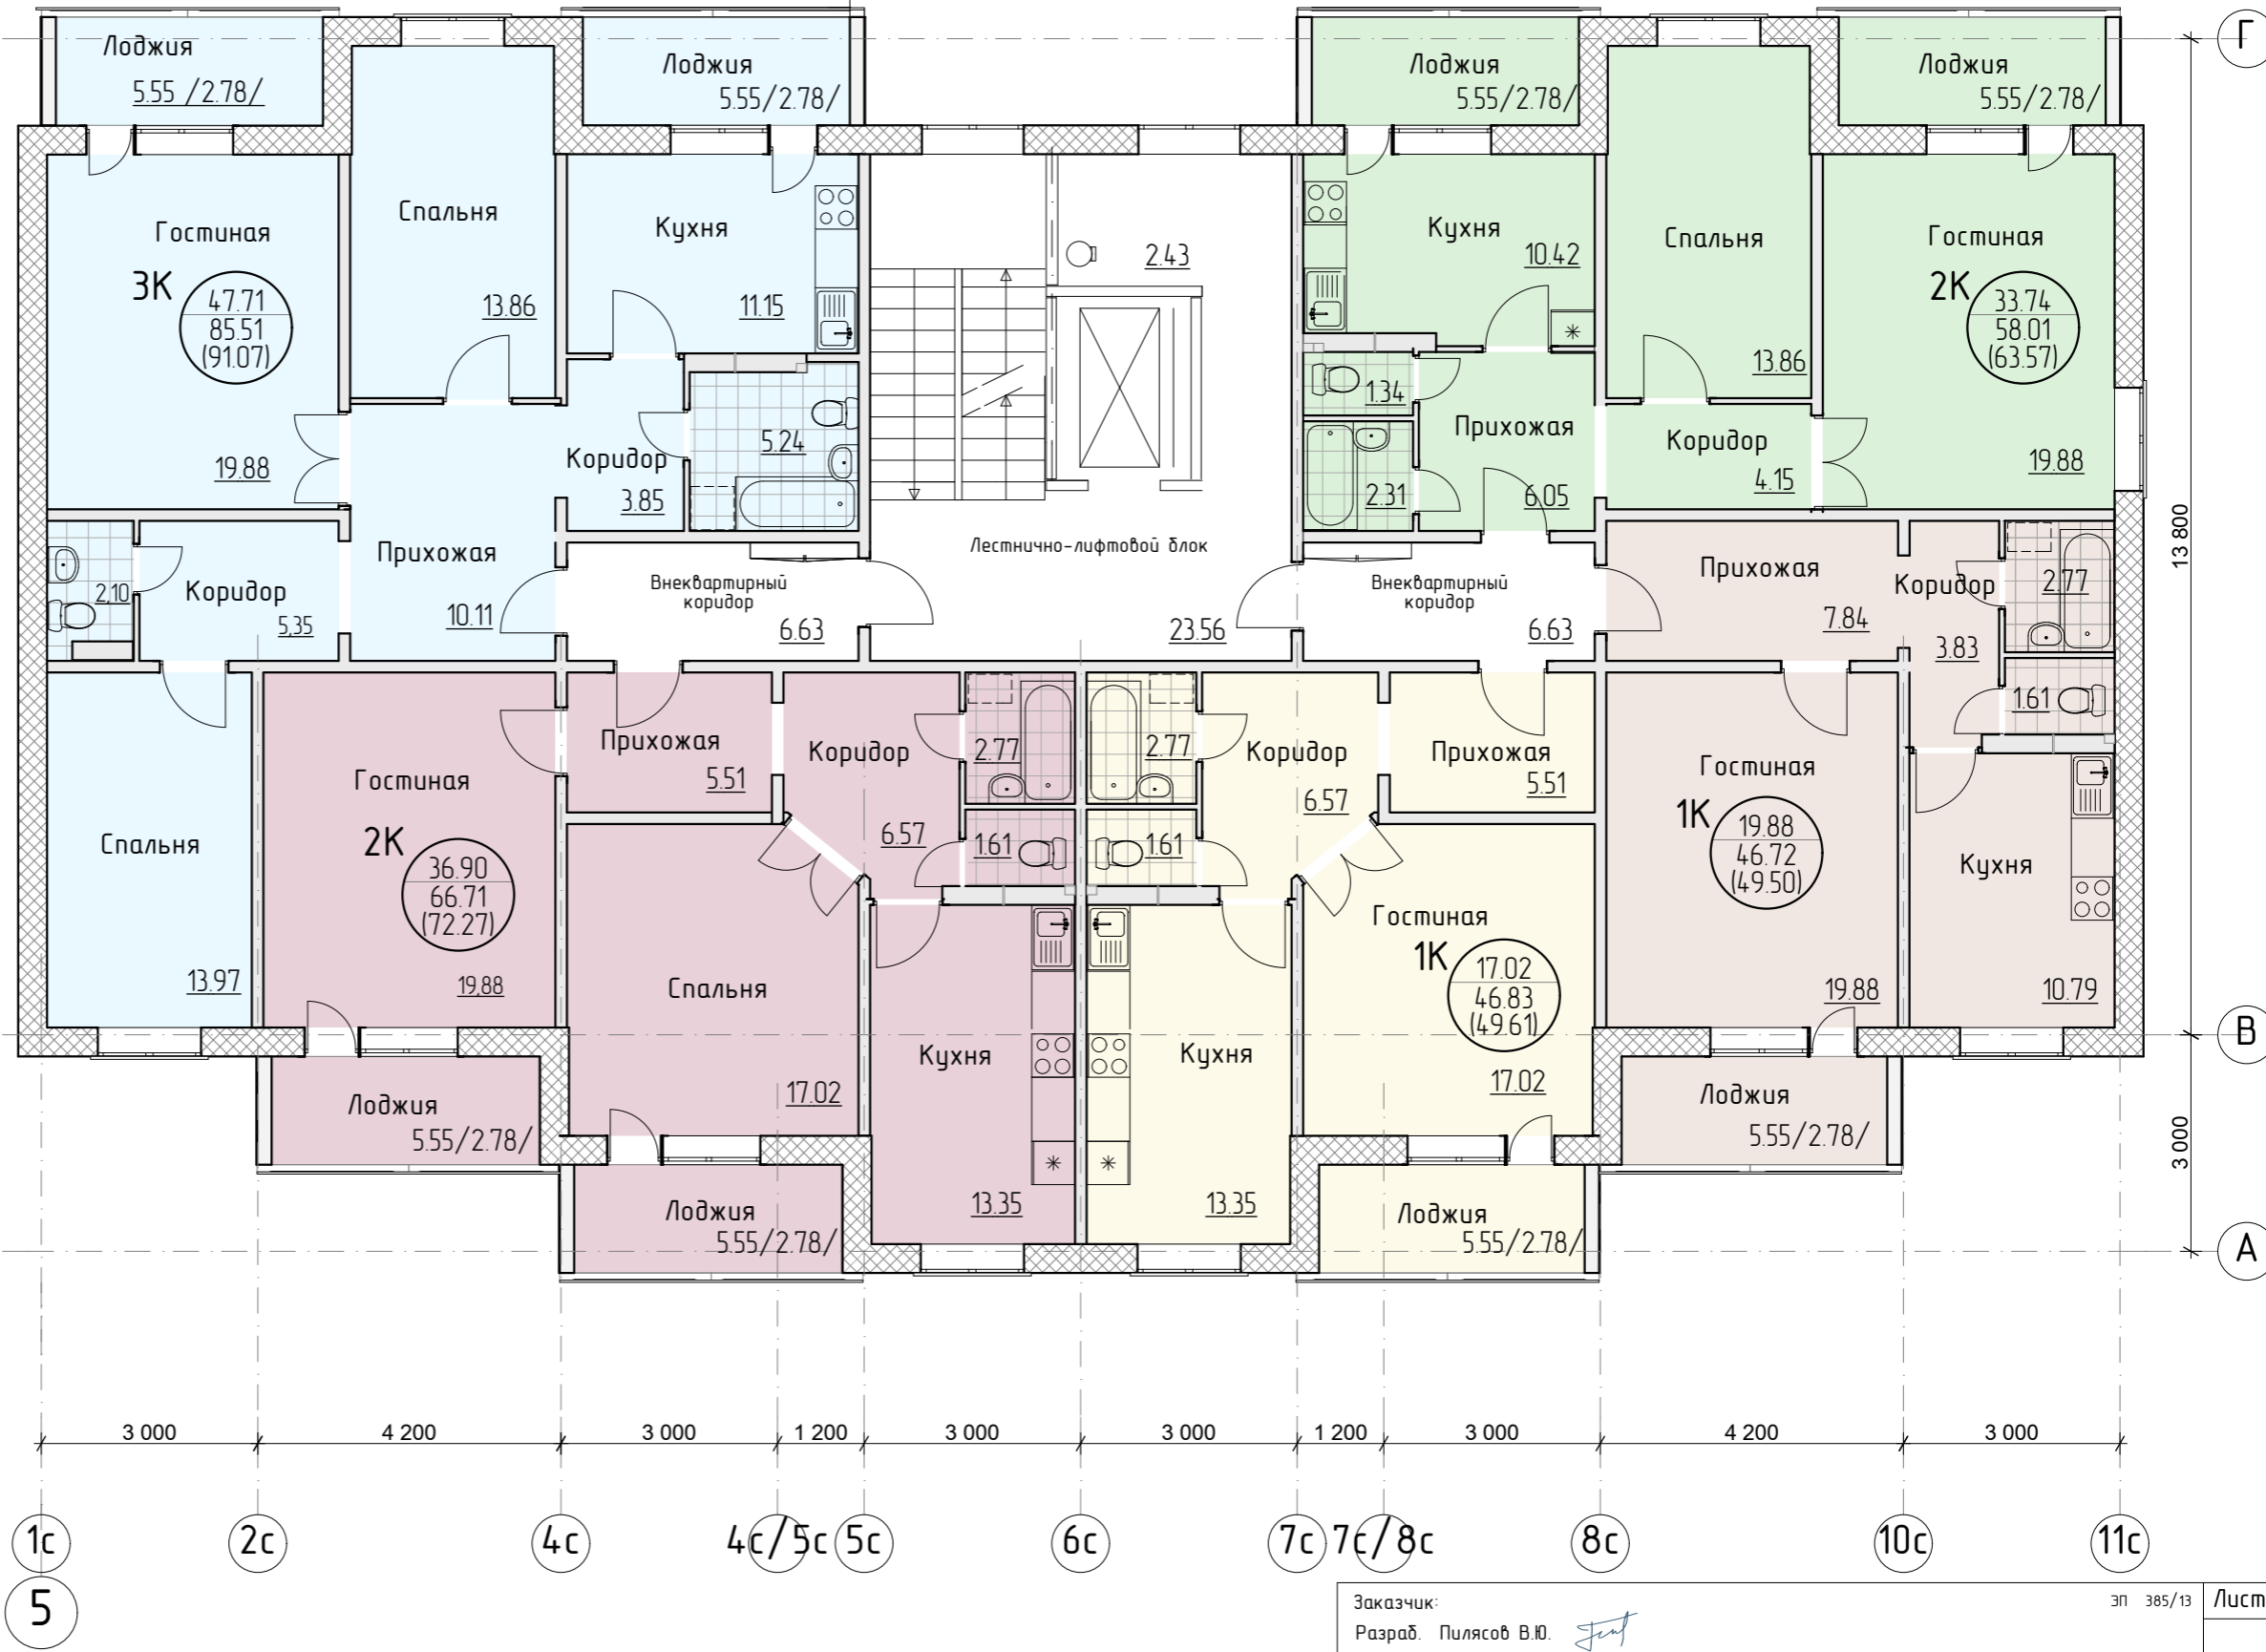 Лоджия
5.55 /2.78/
Лоджия
5.55/2.78/
Лоджия
5.55/2.78/
Лоджия
5.55/2.78/
Г
Гостиная
3К
47.71
85.51
(91.07)
19.88
Спальня
13.86
Кухня
11.15
2.43
Кухня
10.42
Спальня
13.86
Гостиная
2К
33.74
58.01
(63.57)
19.88
Коридор
3.85
5.24
1.34
2.31
Прихожая
6.05
Коридор
4.15
13 800
2,10
Коридор
5,35
Прихожая
10.11
Внеквартирный
коридор
6.63
Лестнично-лифтовой блок
23.56
Внеквартирный
коридор
6.63
Прихожая
7.84
Коридор
3.83
2.77
1.61
Спальня
13.97
Гостиная
2К
36.90
66.71
(72.27)
19,88
Прихожая
5.51
Коридор
6.57
2.77
1.61
2.77
1.61
Коридор
6.57
Прихожая
5.51
Гостиная
1К
19.88
46.72
(49.50)
19.88
Кухня
10.79
Спальня
17.02
Кухня
13.35
Кухня
13.35
Гостиная
1К
17.02
46.83
(49.61)
17.02
В
Лоджия
5.55/2.78/
Лоджия
5.55/2.78/
Лоджия
5.55/2.78/
Лоджия
5.55/2.78/
3 000
А
3 000 4 200 3 000 1 200 3 000 3 000 1 200 3 000 4 200 3 000
1с 2с 4с 4с/5с 5с 6с 7с 7с/8с 8с 10с 11с
5
Заказчик: ЭП 385/13 Лист
Разраб. Пилясов В.Ю.